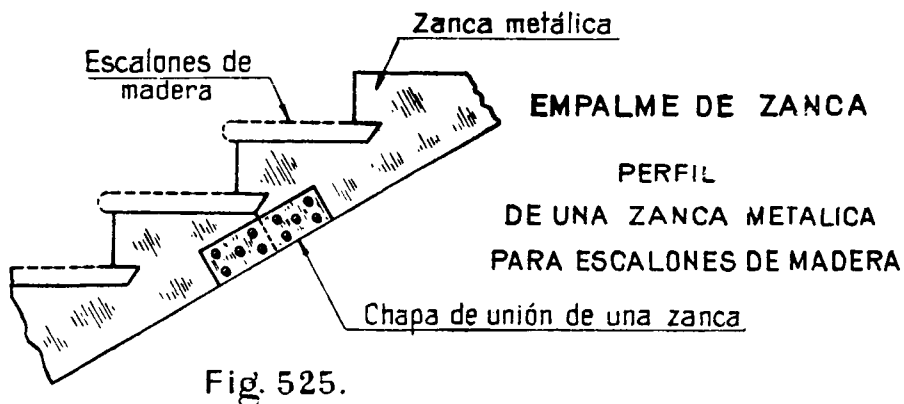 Zanca metálica
Escalones de
madera
EMPALME DE ZANCA
PERFIL
DE UNA ZANCA METALICA
PARA ESCALONES DE MADERA
Chapa de unión de una zanca
Fig. 525.